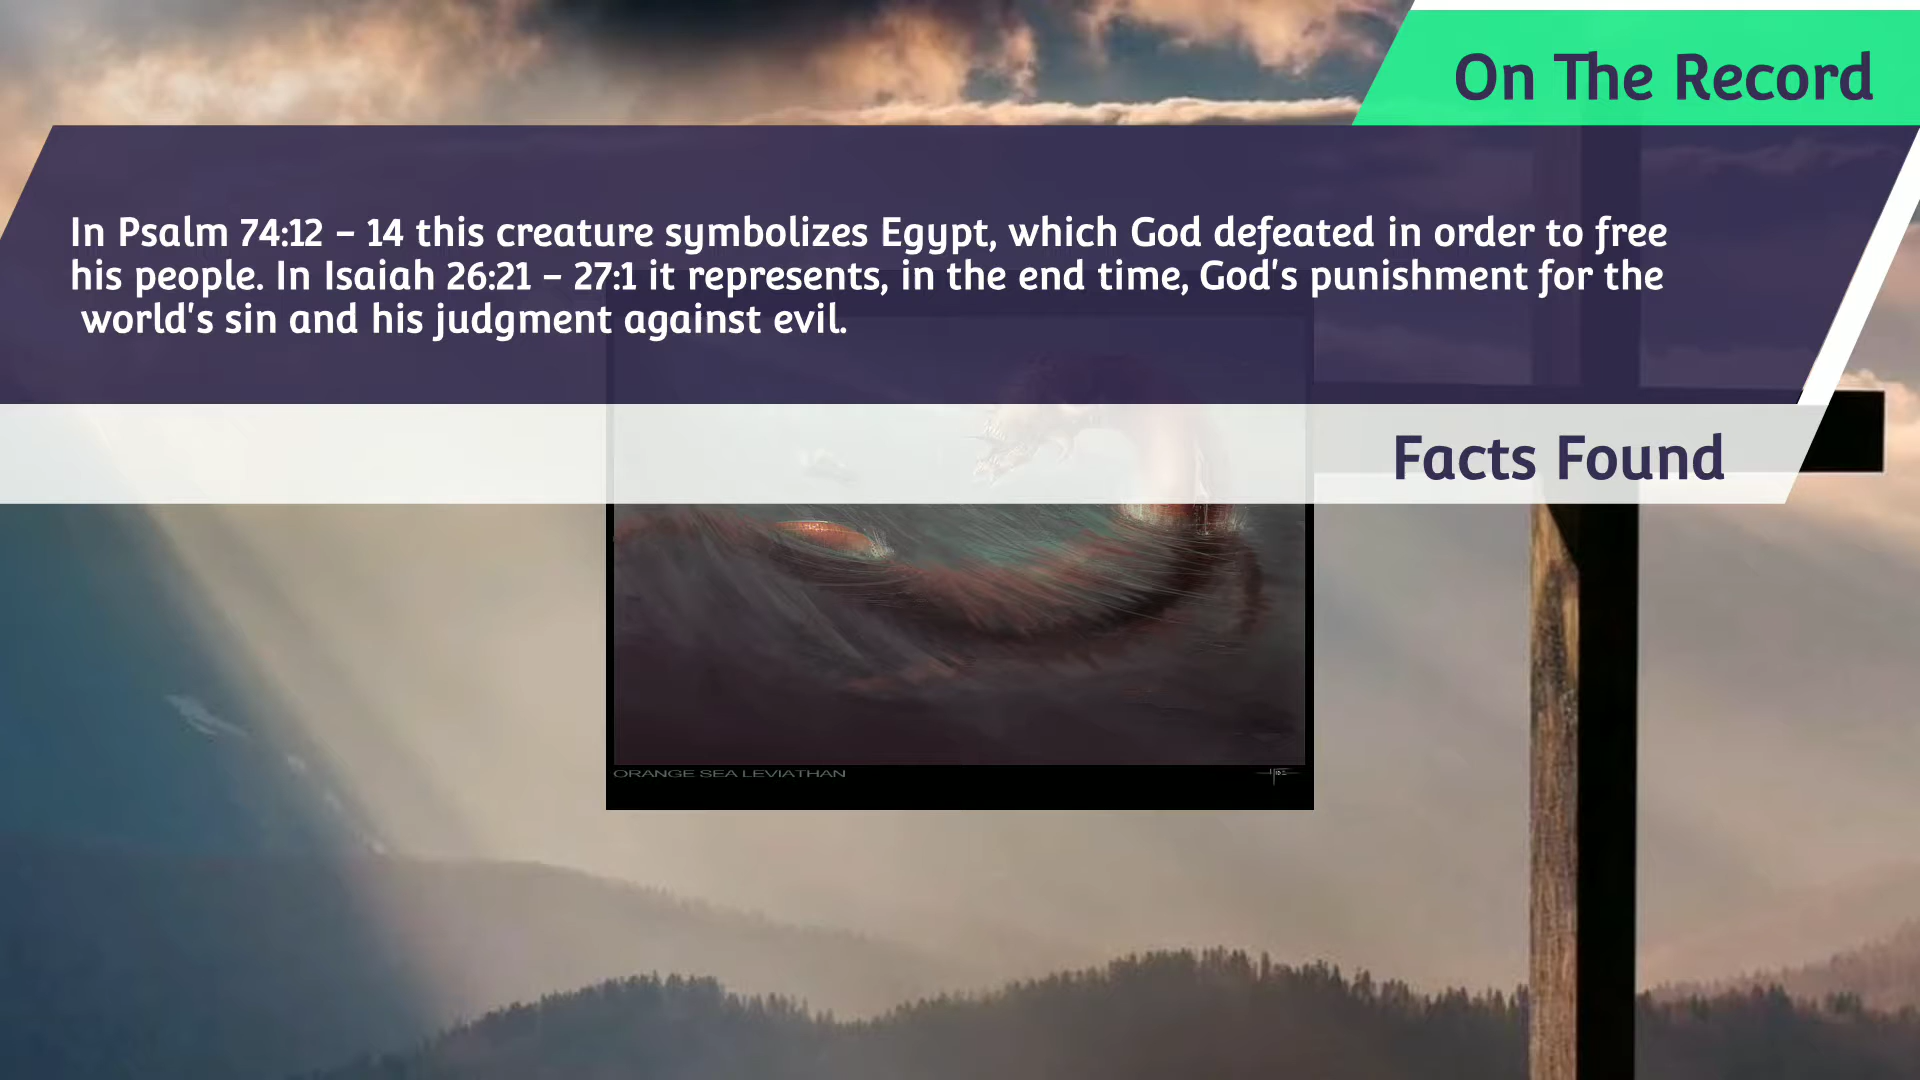 On The Record
In Psalm 74:12 – 14 this creature symbolizes Egypt, which God defeated in order to free
his people. In Isaiah 26:21 – 27:1 it represents, in the end time, God's punishment for the
world's sin and his judgment against evil.
Facts Found
ORANGE SEA LEVIATHAN